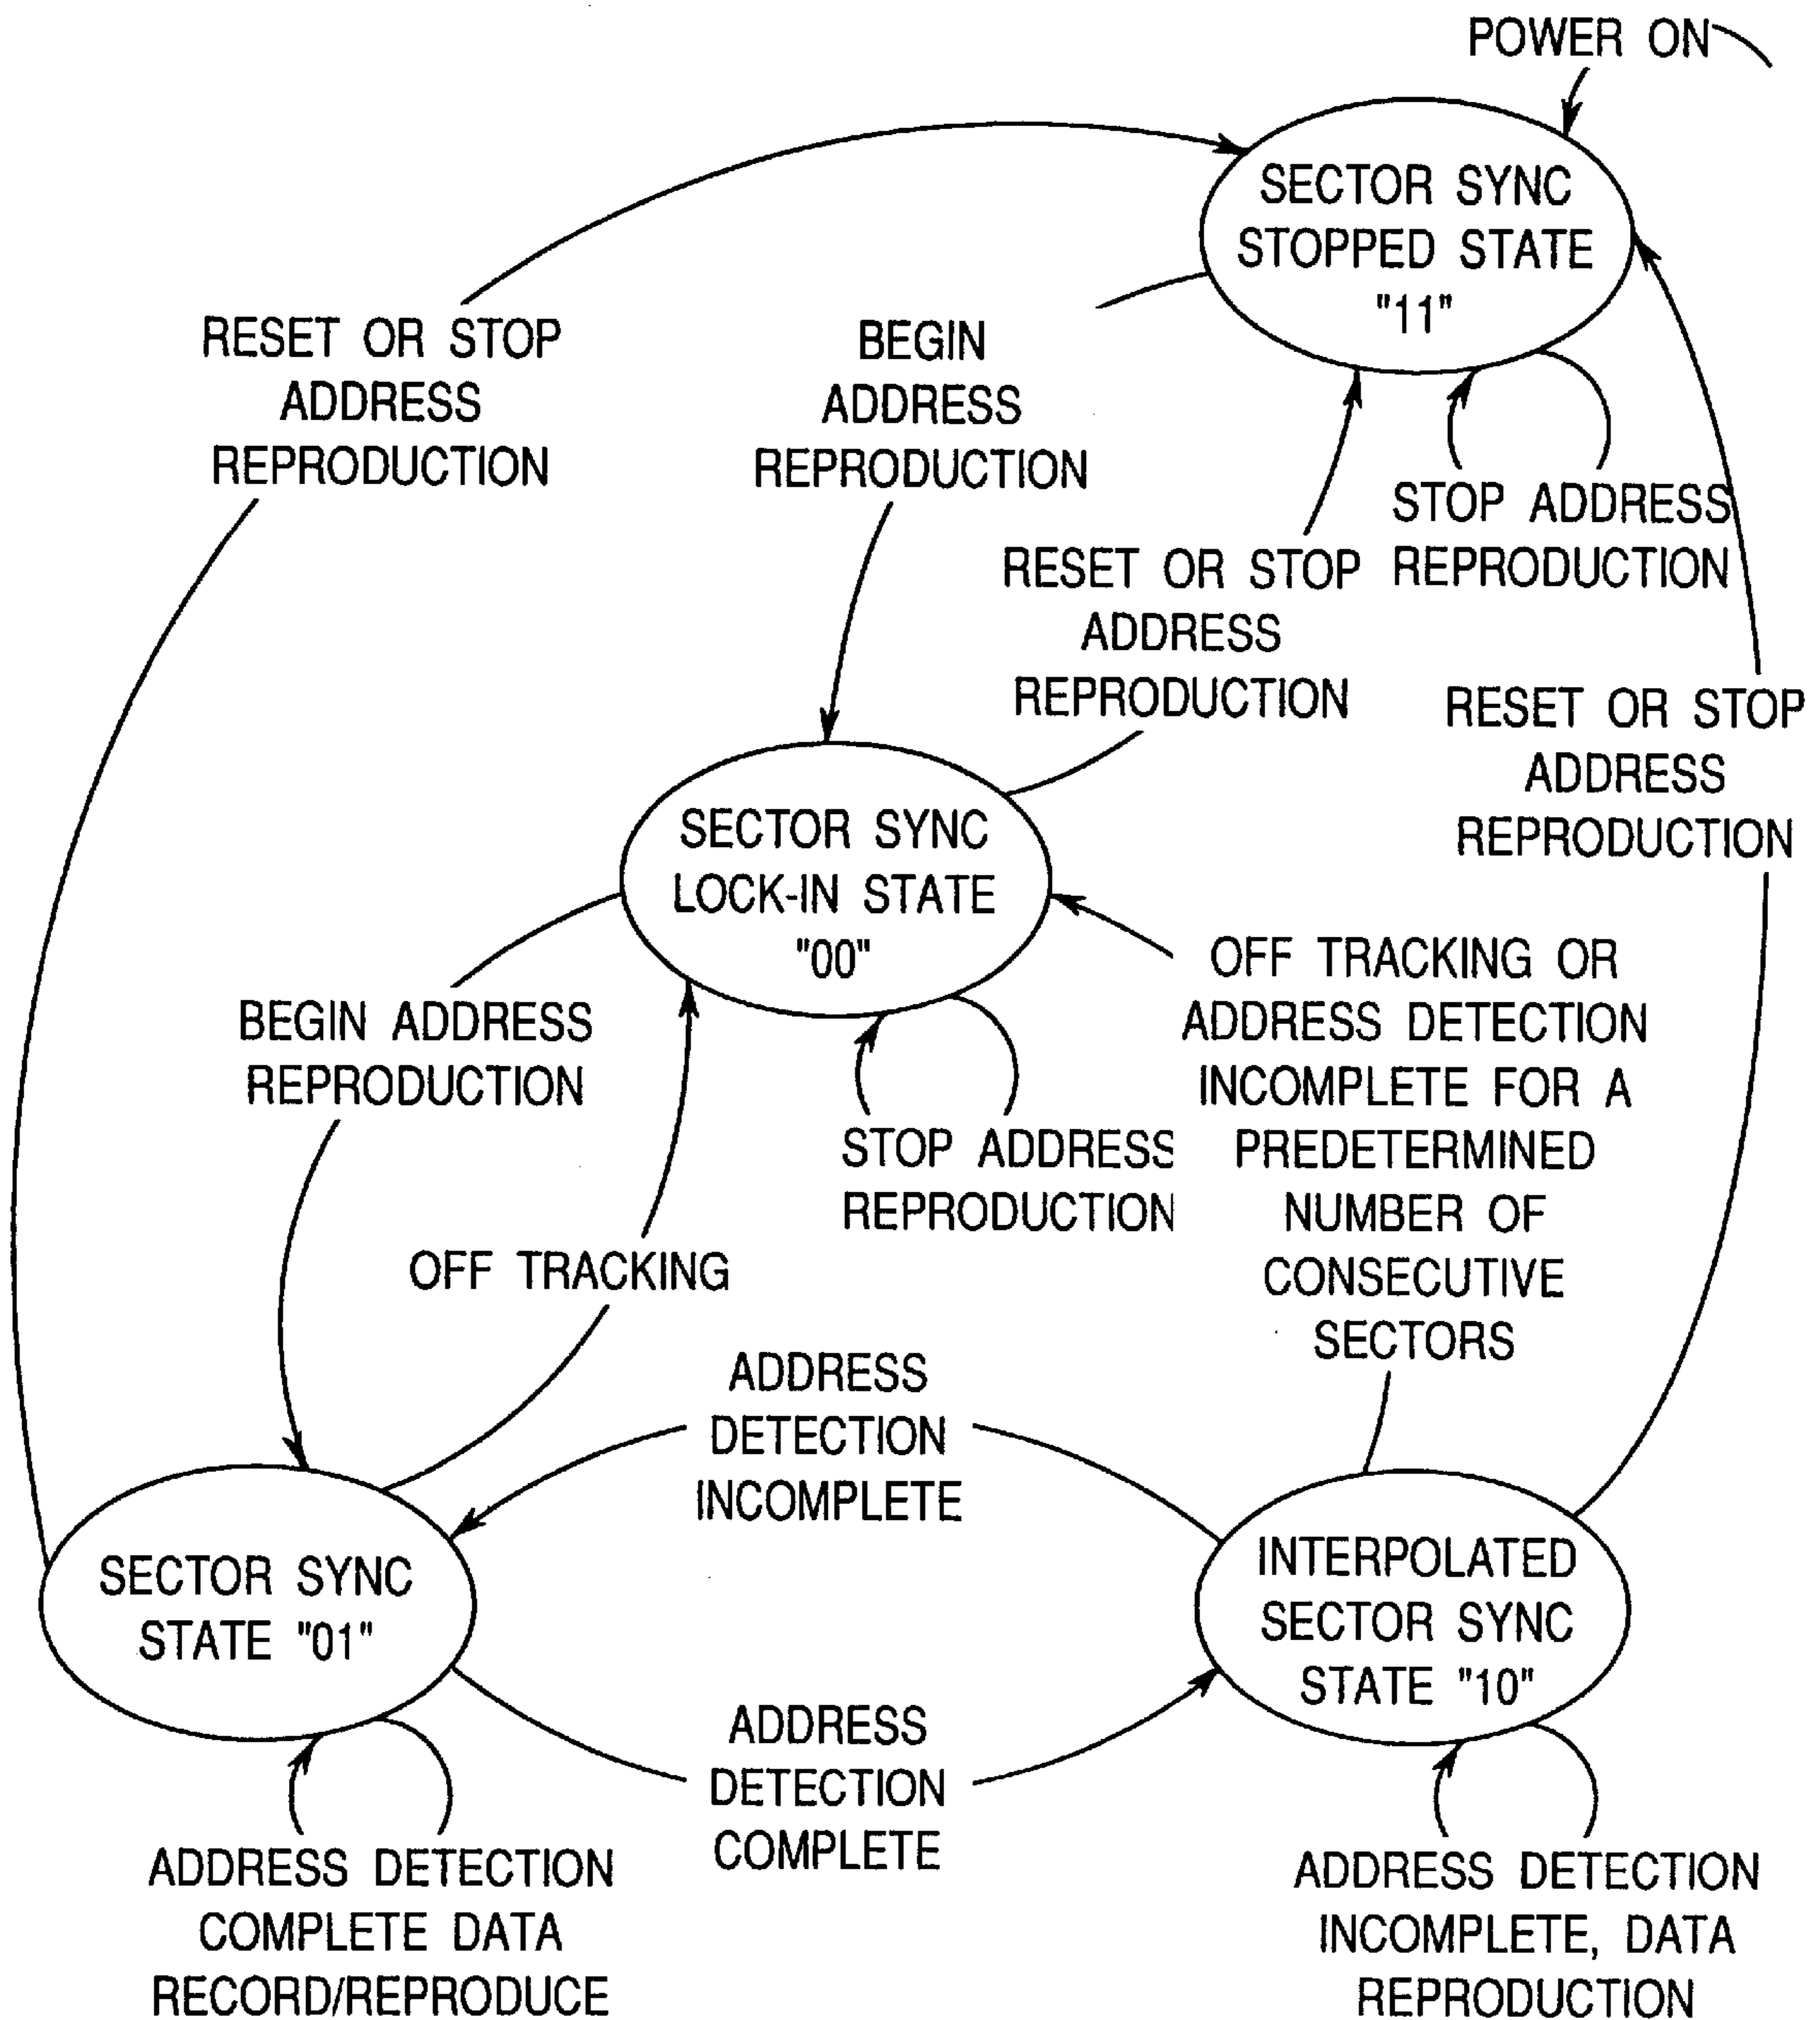 POWER ON
SECTOR SYNC
STOPPED STATE
"11"
RESET OR STOP
ADDRESS
REPRODUCTION
BEGIN
ADDRESS
REPRODUCTION
STOP ADDRESS
REPRODUCTION
RESET OR STOP
ADDRESS
REPRODUCTION
RESET OR STOP
ADDRESS
REPRODUCTION
SECTOR SYNC
LOCK-IN STATE
"00"
OFF TRACKING OR
ADDRESS DETECTION
INCOMPLETE FOR A
PREDETERMINED
NUMBER OF
CONSECUTIVE
SECTORS
BEGIN ADDRESS
REPRODUCTION
STOP ADDRESS
REPRODUCTION
OFF TRACKING
ADDRESS
DETECTION
INCOMPLETE
SECTOR SYNC
STATE "01"
INTERPOLATED
SECTOR SYNC
STATE "10"
ADDRESS
DETECTION
COMPLETE
ADDRESS DETECTION
COMPLETE DATA
RECORD/REPRODUCE
ADDRESS DETECTION
INCOMPLETE, DATA
REPRODUCTION